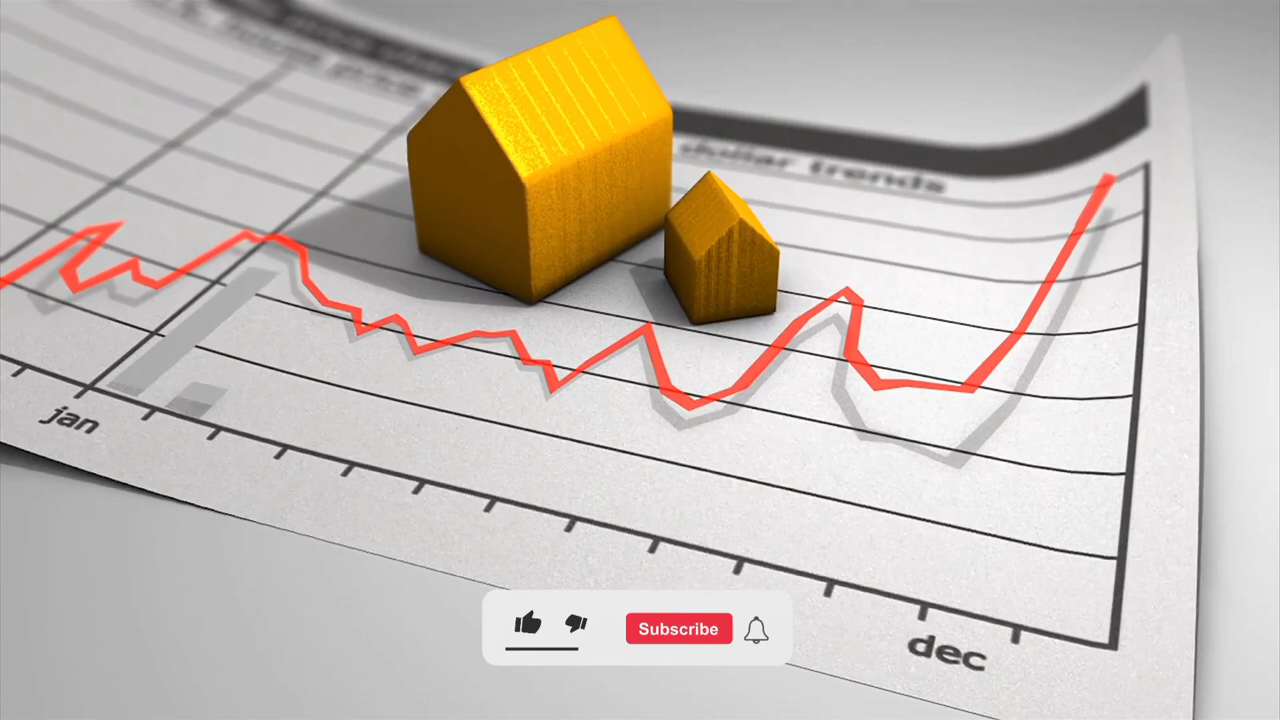 dollar trends
jan
dec
Subscribe